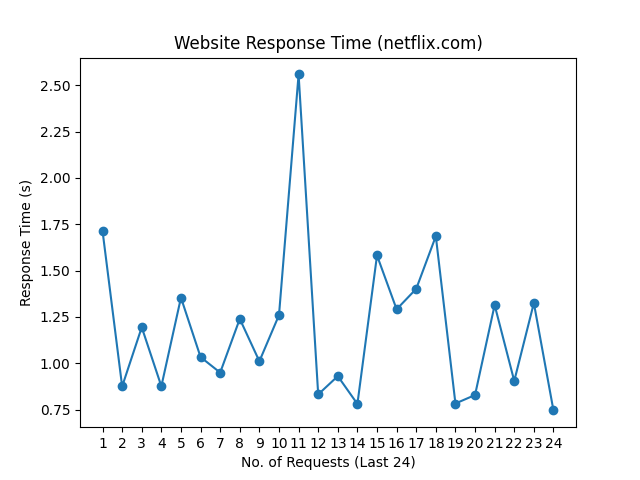 Website Response Time (netflix.com)
2.50
2.25
2.00
1.75
1.50
1.25
1.00
0.75
Response Time (s)
1 2 3 4 5 6 7 8 9 10 11 12 13 14 15 16 17 18 19 20 21 22 23 24
No. of Requests (Last 24)